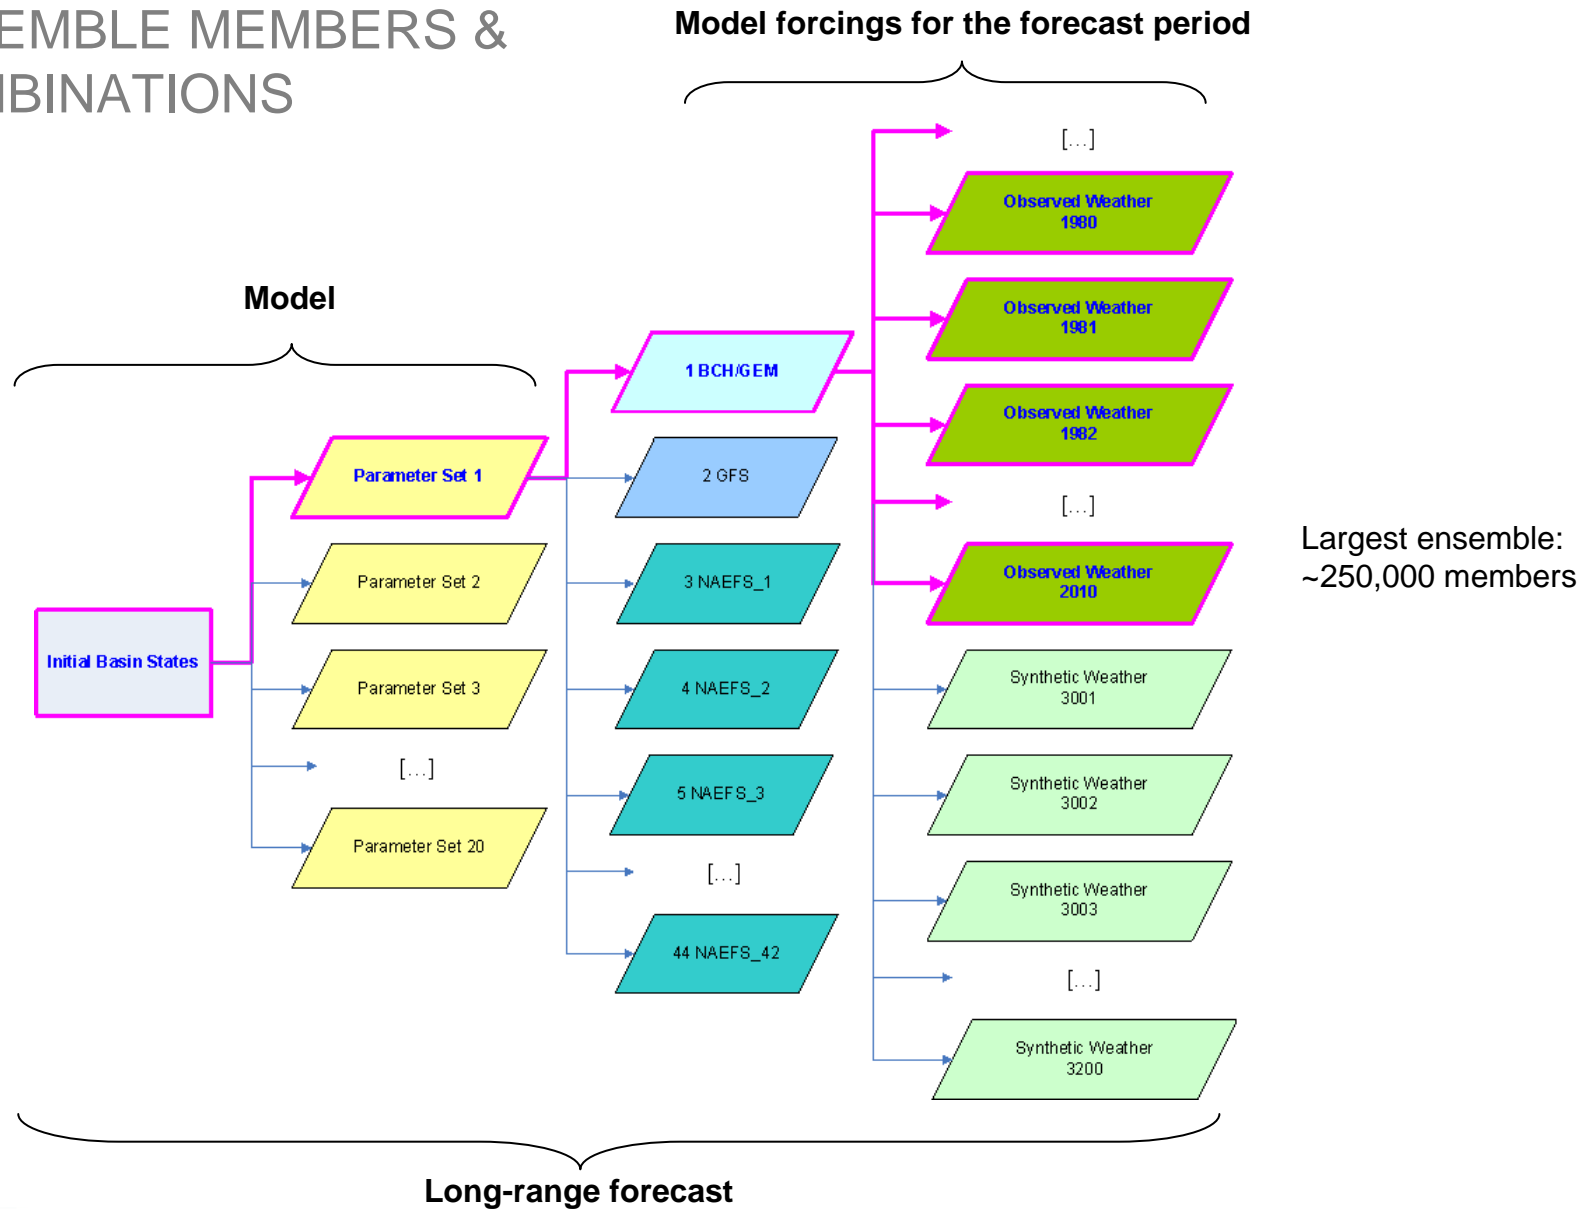 EMBLE MEMBERS &
BINATIONS
Model forcings for the forecast period
Model
Initial Basin States
Parameter Set 1
Parameter Set 2
Parameter Set 3
[...]
Parameter Set 20
1 BCH/GEM
2 GFS
3 NAEFS_1
4 NAEFS_2
5 NAEFS_3
[...]
44 NAEFS_42
[...]
Observed Weather
1980
Observed Weather
1981
Observed Weather
1982
[...]
Observed Weather
2010
Synthetic Weather
3001
Synthetic Weather
3002
Synthetic Weather
3003
[...]
Synthetic Weather
3200
Largest ensemble:
~250,000 members
Long-range forecast